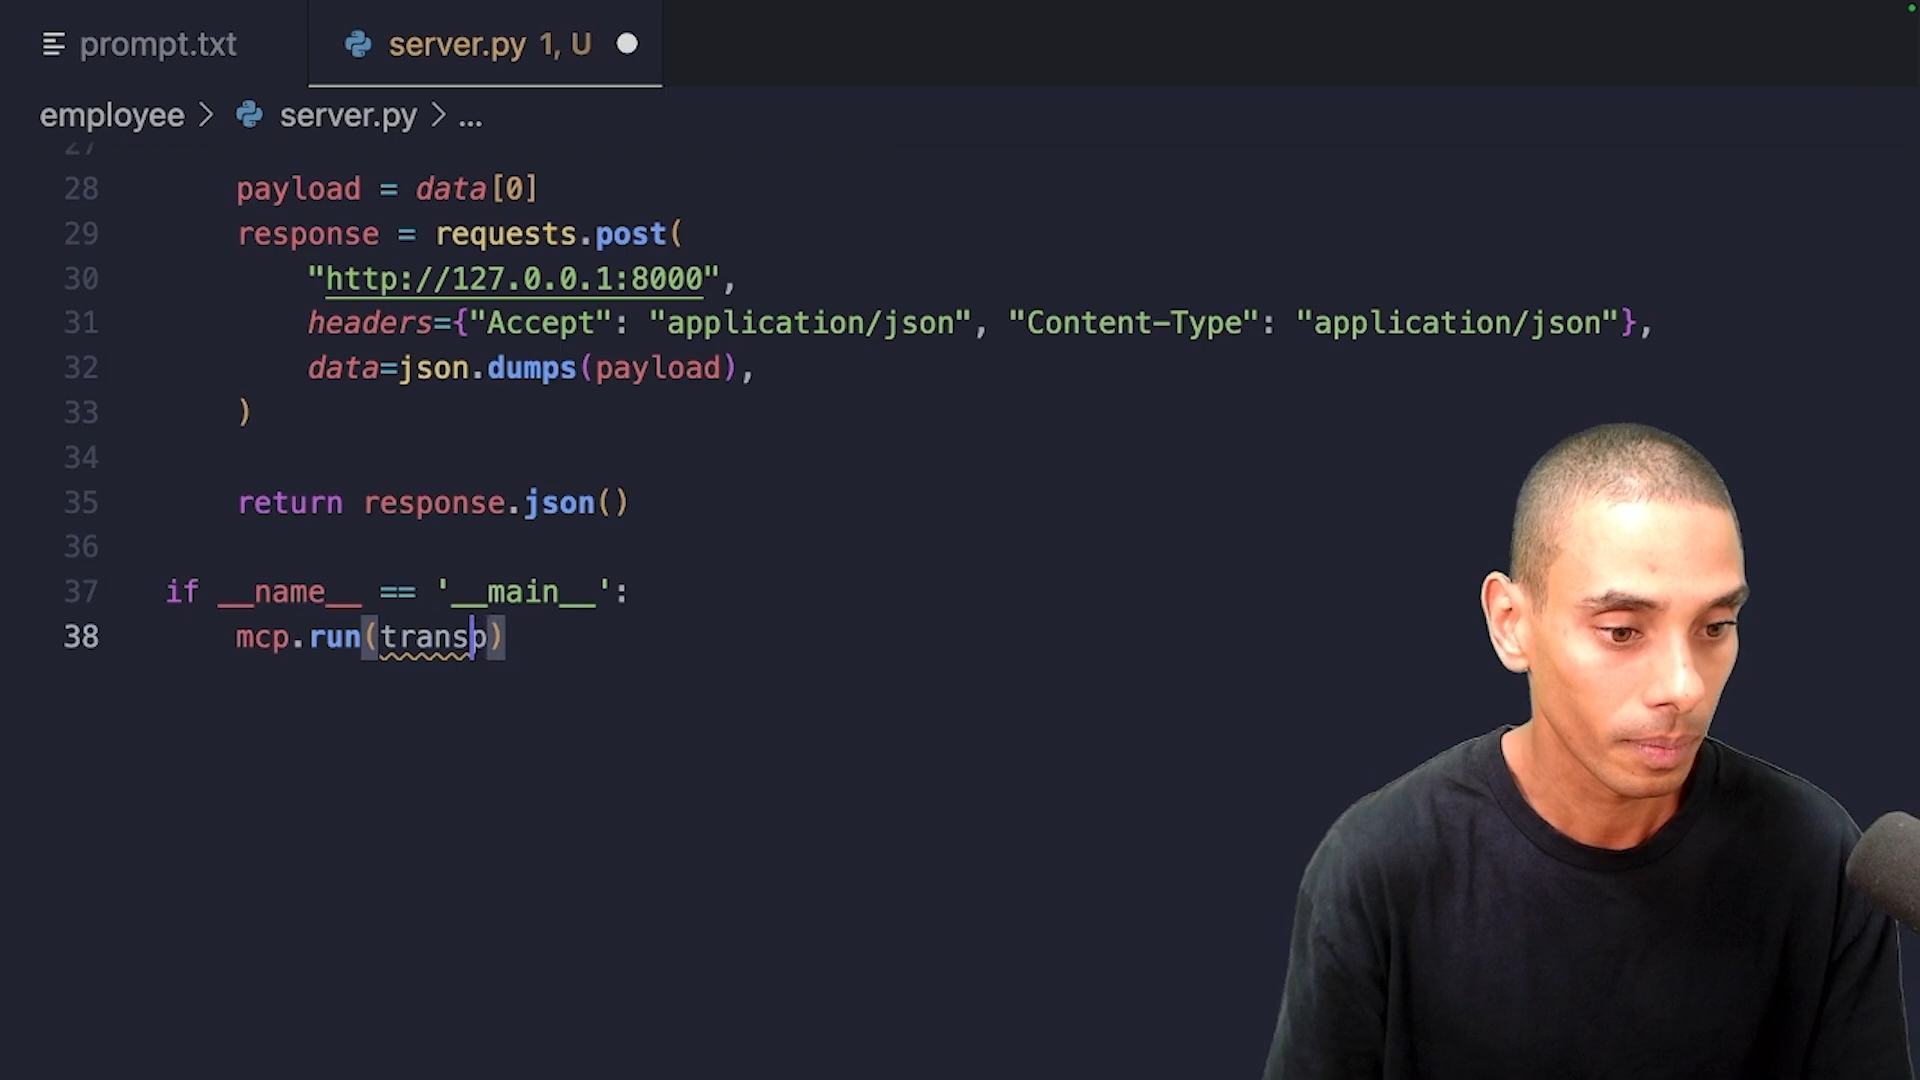 prompt.txt
server.py 1, U
employee > server.py > ...
27
28 payload = data[0]
29 response = requests.post(
30 "http://127.0.0.1:8000",
31 headers={"Accept": "application/json", "Content-Type": "application/json"},
32 data=json.dumps(payload),
33 )
34
35 return response.json()
36
37 if __name__ == '__main__':
38 mcp.run(transp)